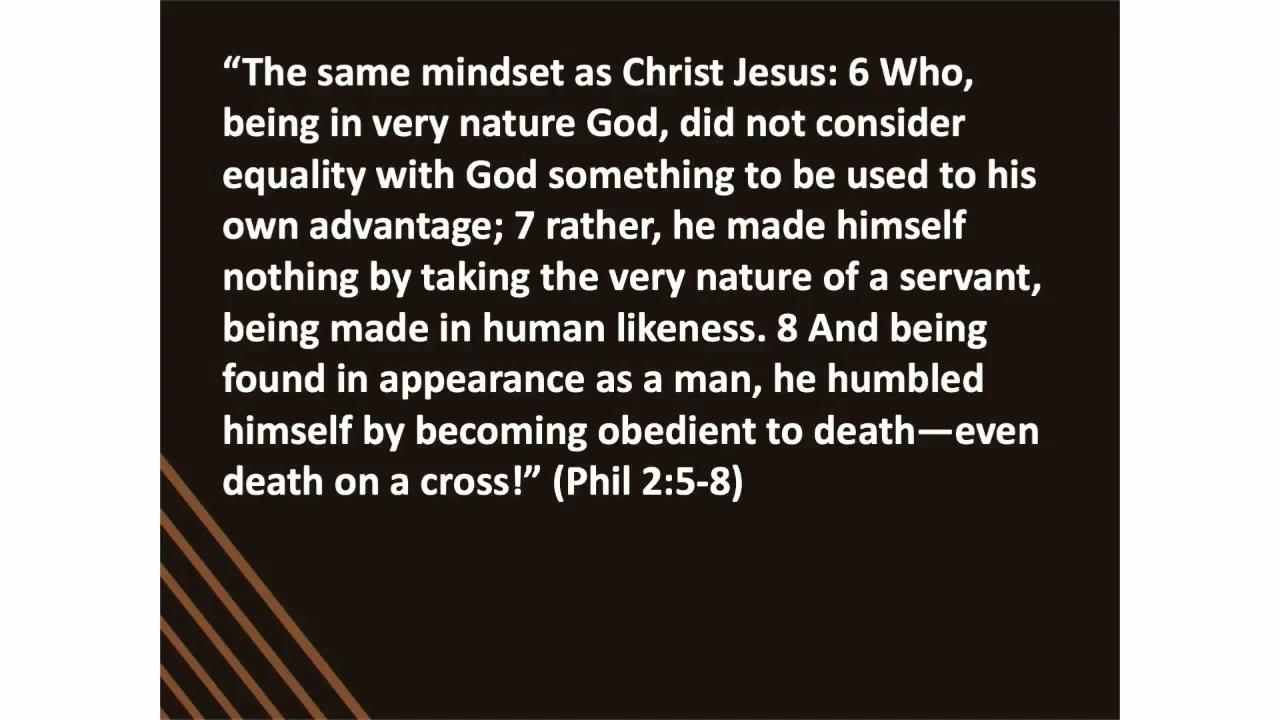 “The same mindset as Christ Jesus: 6 Who,
being in very nature God, did not consider
equality with God something to be used to his
own advantage; 7 rather, he made himself
nothing by taking the very nature of a servant,
being made in human likeness. 8 And being
found in appearance as a man, he humbled
himself by becoming obedient to death—even
death on a cross!” (Phil 2:5-8)